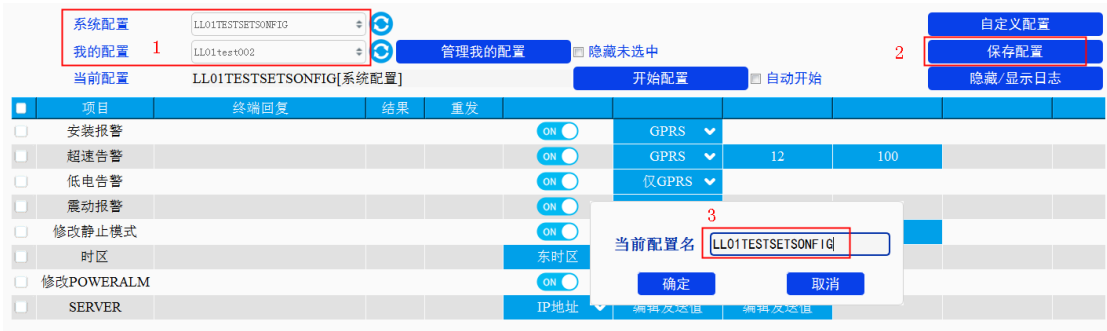 系统配置 LL01TESTSETSONFIG 自定义配置
我的配置 1 LL01test002 管理我的配置 隐藏未选中 2 保存配置
当前配置 LL01TESTSETSONFIG[系统配置] 开始配置 自动开始 隐藏/显示日志
项目 终端回复 结果 重发
安装报警 ON GPRS
超速告警 ON GPRS 12 100
低电告警 ON 仅GPRS
震动报警 ON
3
修改静止模式 ON
当前配置名 LL01TESTSETSONFIG
时区 东时区
修改POWERALM ON
确定 取消
SERVER IP地址 编辑发送值 编辑发送值